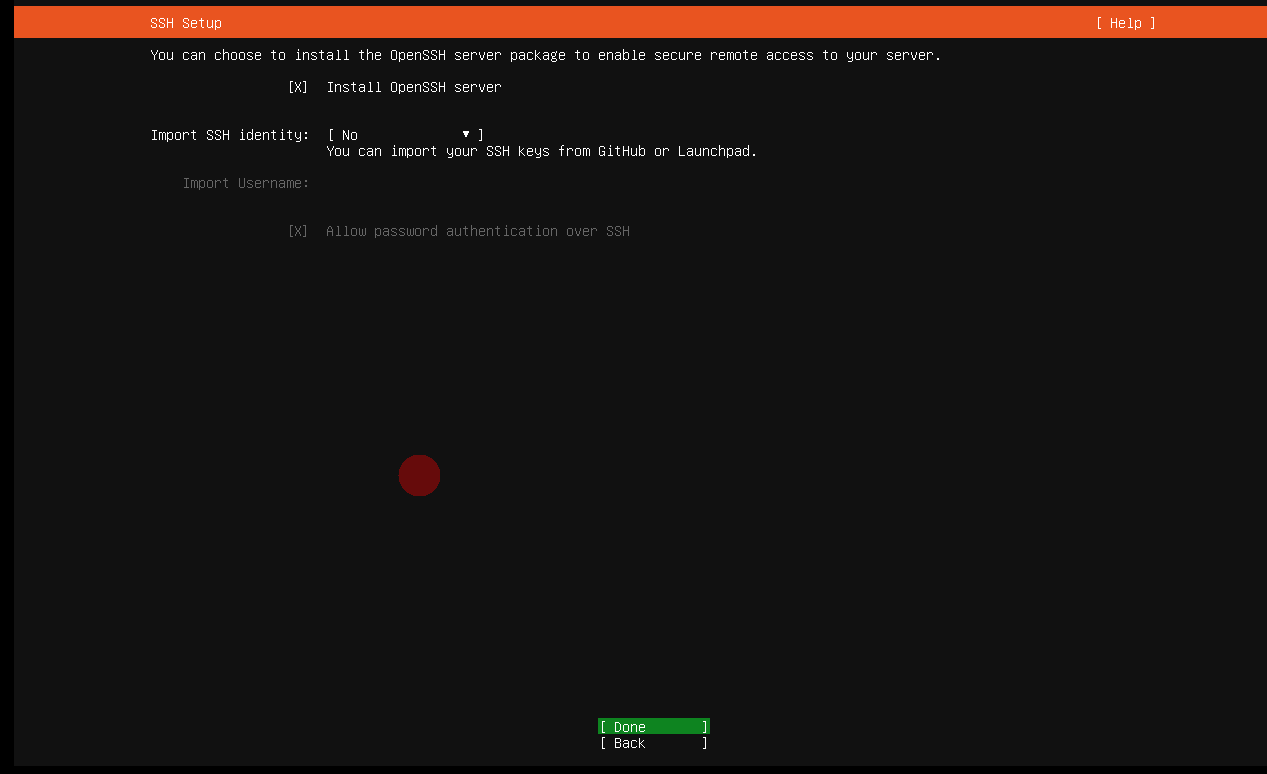 SSH Setup [ Help ]
You can choose to install the OpenSSH server package to enable secure remote access to your server.
[X] Install OpenSSH server
Import SSH identity: [ No ▼ ]
You can import your SSH keys from GitHub or Launchpad.
Import Username:
[X] Allow password authentication over SSH
[ Done ]
[ Back ]